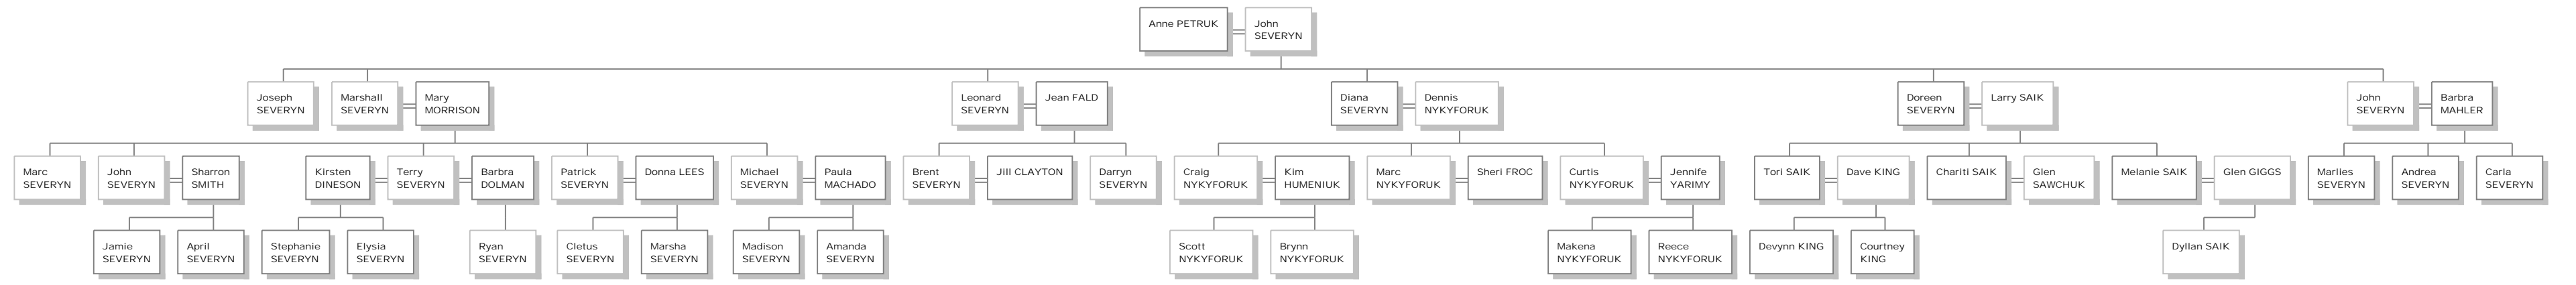 Anne PETRUK
John
SEVERYN
Joseph
SEVERYN
Marshall
SEVERYN
Mary
MORRISON
Leonard
SEVERYN
Jean FALD
Diana
SEVERYN
Dennis
NYKYFORUK
Doreen
SEVERYN
Larry SAIK
John
SEVERYN
Barbra
MAHLER
Marc
SEVERYN
John
SEVERYN
Sharron
SMITH
Kirsten
DINESON
Terry
SEVERYN
Barbra
DOLMAN
Patrick
SEVERYN
Donna LEES
Michael
SEVERYN
Paula
MACHADO
Brent
SEVERYN
Jill CLAYTON
Darryn
SEVERYN
Craig
NYKYFORUK
Kim
HUMENIUK
Marc
NYKYFORUK
Sheri FROC
Curtis
NYKYFORUK
Jennife
YARIMY
Tori SAIK
Dave KING
Chariti SAIK
Glen
SAWCHUK
Melanie SAIK
Glen GIGGS
Marlies
SEVERYN
Andrea
SEVERYN
Carla
SEVERYN
Jamie
SEVERYN
April
SEVERYN
Stephanie
SEVERYN
Elysia
SEVERYN
Ryan
SEVERYN
Cletus
SEVERYN
Marsha
SEVERYN
Madison
SEVERYN
Amanda
SEVERYN
Scott
NYKYFORUK
Brynn
NYKYFORUK
Makena
NYKYFORUK
Reece
NYKYFORUK
Devynn KING
Courtney
KING
Dyllan SAIK